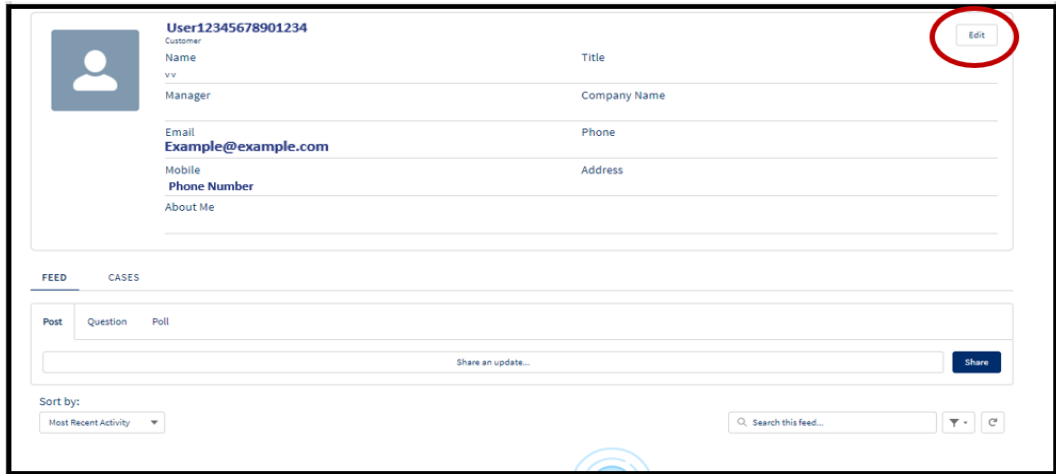 User12345678901234
Edit
Customer
Name
Title
v v
Manager
Company Name
Email
Phone
Example@example.com
Mobile
Address
Phone Number
About Me
FEED CASES
Post Question Poll
Share an update...
Share
Sort by:
Most Recent Activity
Search this feed...